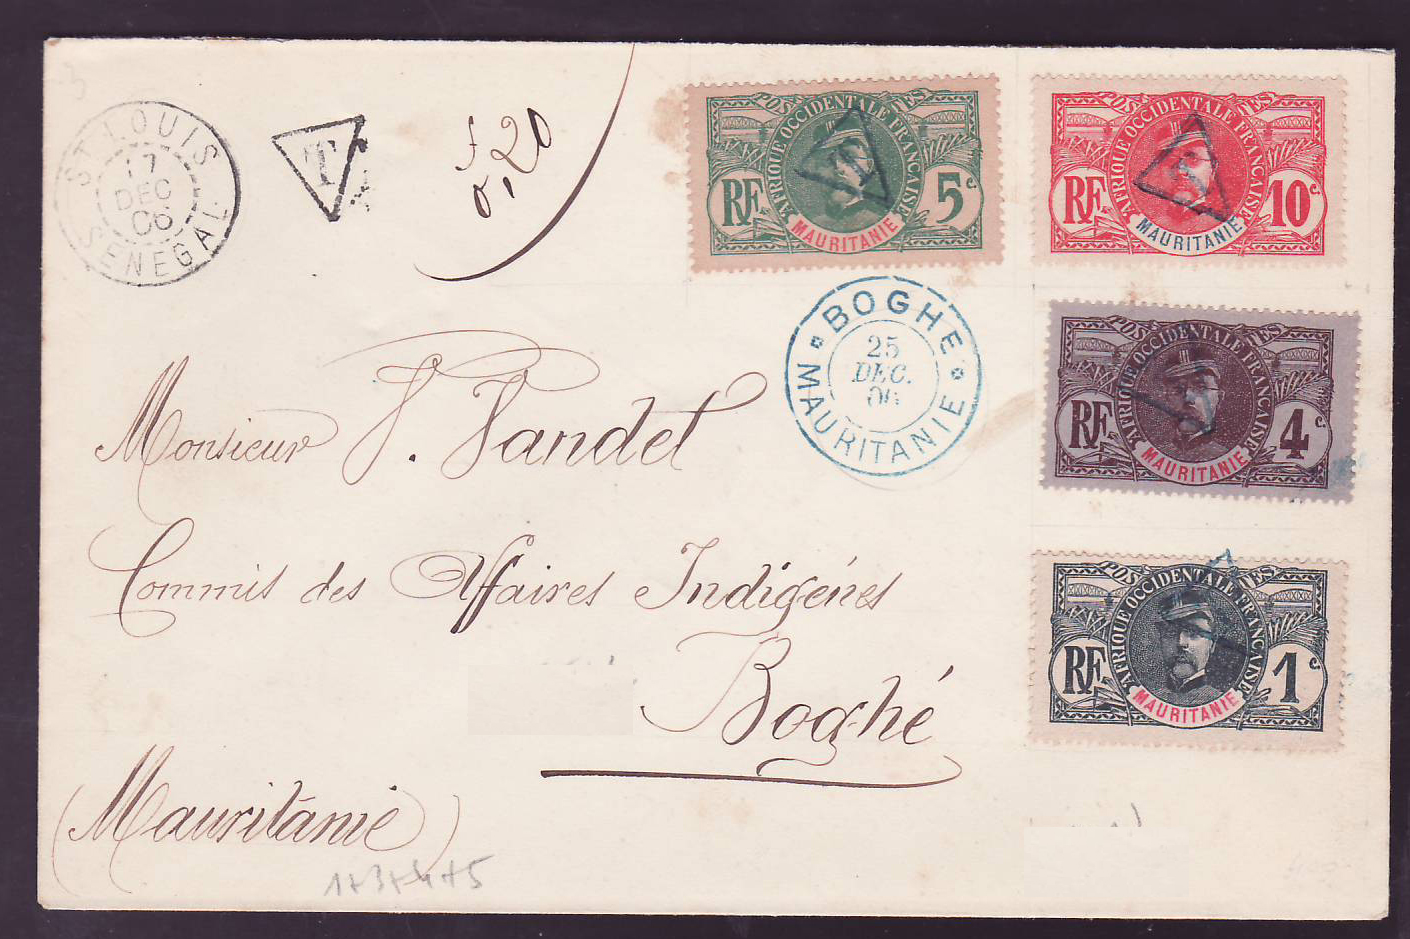 ST LOUIS
17
DEC
06
SENEGAL
T
f
0,20
POSTES
AFRIQUE OCCIDENTALE FRANÇAISE
RF
5c.
MAURITANIE
T
POSTES
AFRIQUE OCCIDENTALE FRANÇAISE
RF
10c.
MAURITANIE
T
BOGHE
25
DEC.
06
MAURITANIE
POSTES
AFRIQUE OCCIDENTALE FRANÇAISE
RF
4c.
MAURITANIE
Monsieur V. Vandet
Commis des Affaires Indigénes
Boghé
(Mauritanie)
POSTES
AFRIQUE OCCIDENTALE FRANÇAISE
RF
1c
MAURITANIE
1+3+4+5